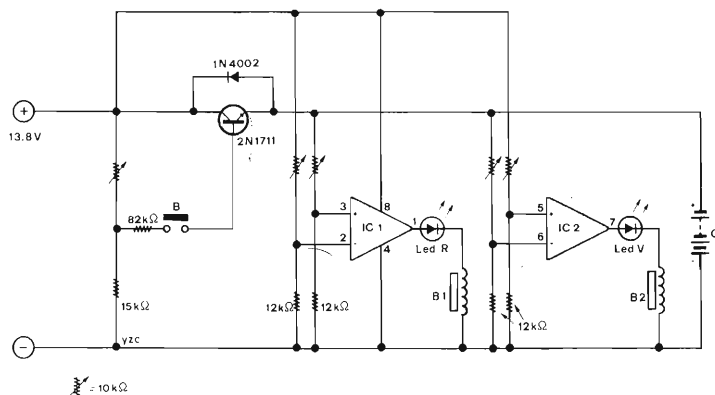 1N4002
+
13.8V
2N1711
B
82kΩ
15kΩ
3
+
2
-
8
IC 1
1
4
Led R
12kΩ
12kΩ
B1
5
+
6
-
IC 2
7
Led V
12kΩ
B2
+
C
-
yzc
= 10kΩ